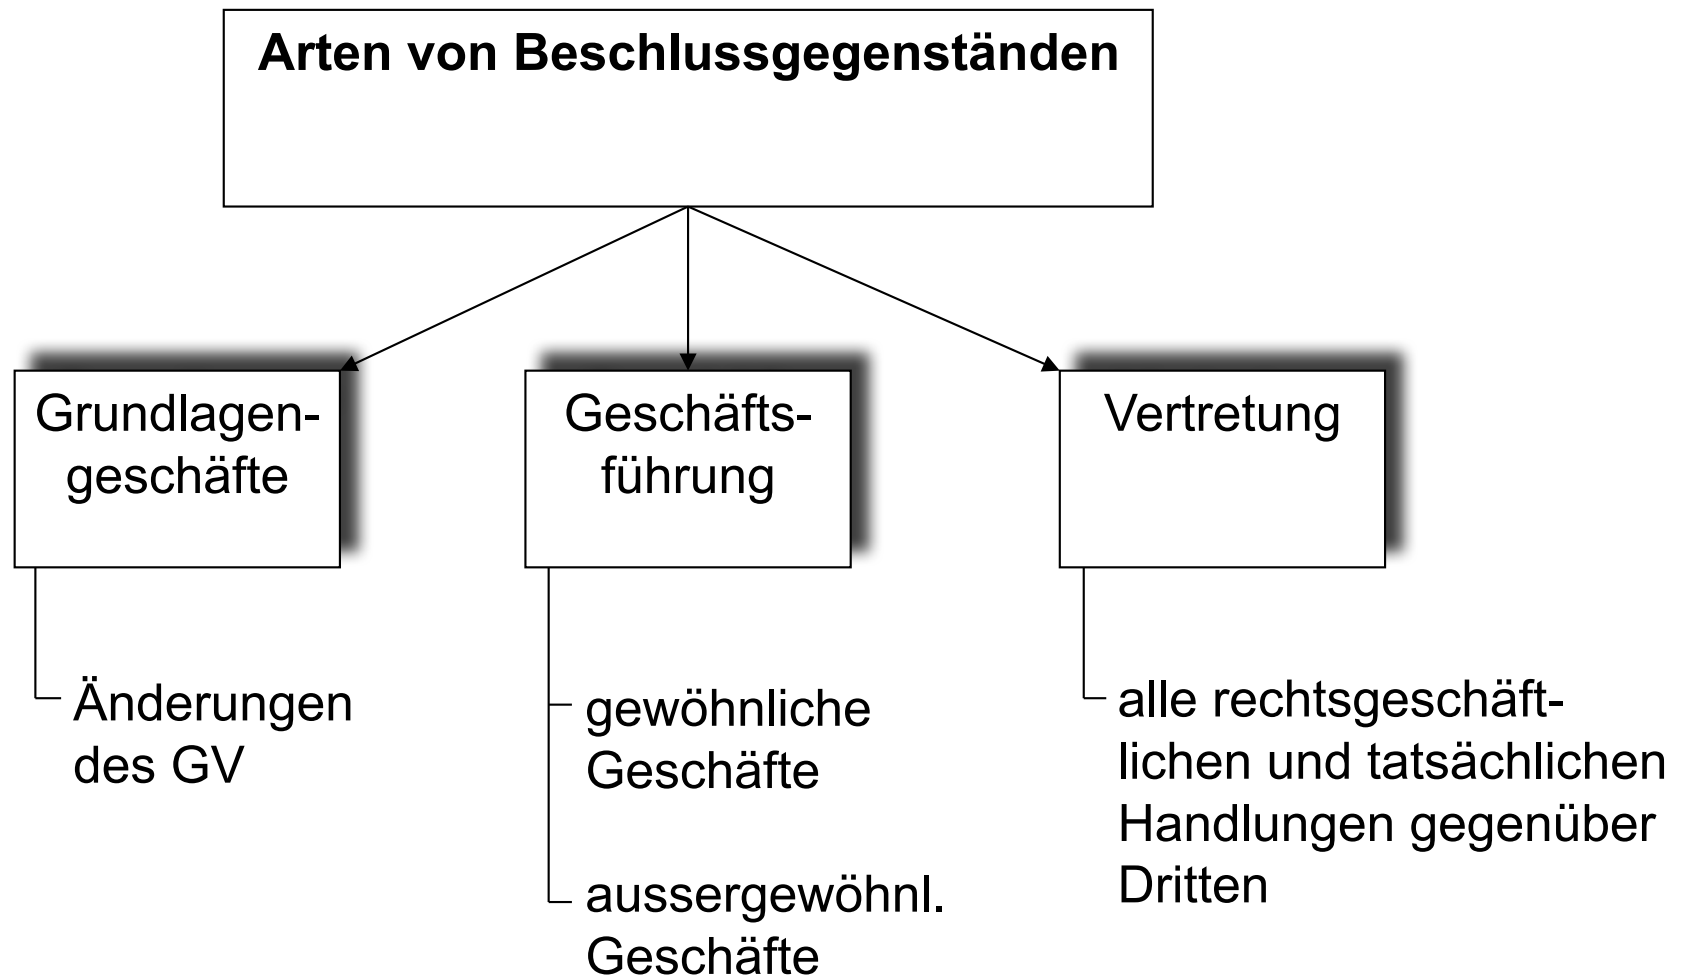 Arten von Beschlussgegenständen
Grundlagen-
geschäfte
Änderungen
des GV
Geschäfts-
führung
gewöhnliche
Geschäfte
aussergewöhnl.
Geschäfte
Vertretung
alle rechtsgeschäft-
lichen und tatsächlichen
Handlungen gegenüber
Dritten